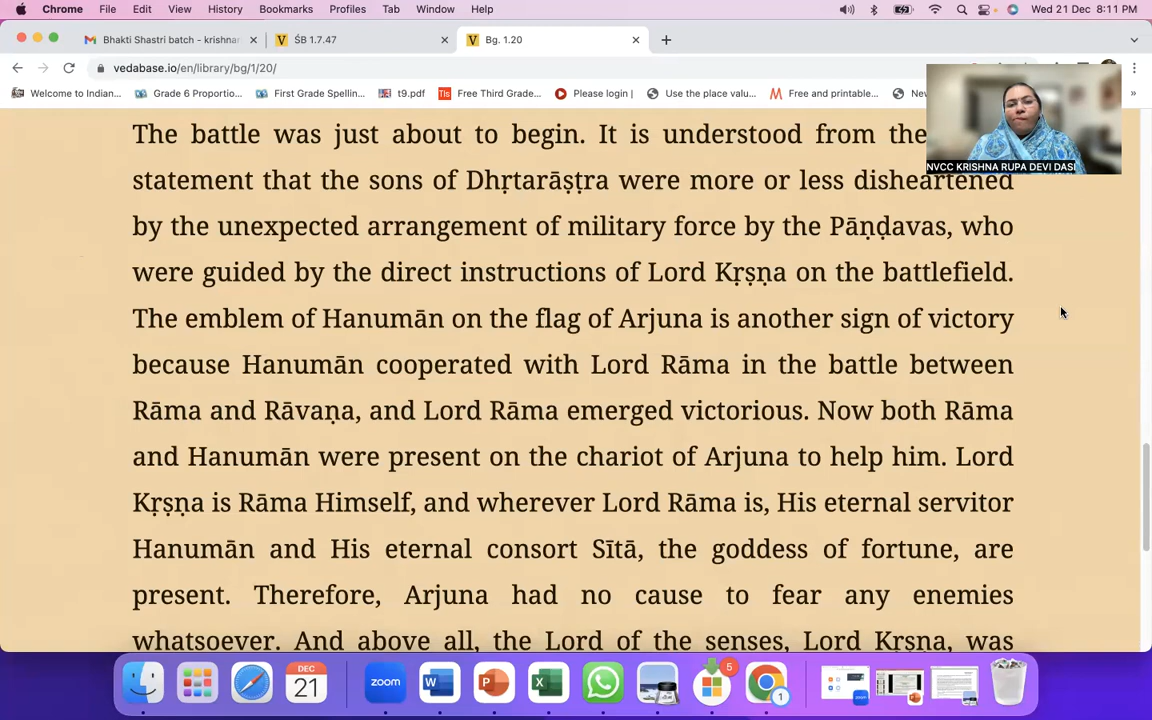 Chrome File Edit View History Bookmarks Profiles Tab Window Help Wed 21 Dec 8:11 PM
Bhakti Shastri batch - krishnar ŚB 1.7.47 Bg. 1.20
vedabase.io/en/library/bg/1/20/
Welcome to Indian... Grade 6 Proportio... First Grade Spellin... t9.pdf Tls Free Third Grade... Please login | Use the place valu... Free and printable... Nev
NVCC KRISHNA RUPA DEVI DASI
The battle was just about to begin. It is understood from the
statement that the sons of Dhṛtarāṣṭra were more or less disheartened
by the unexpected arrangement of military force by the Pāṇḍavas, who
were guided by the direct instructions of Lord Kṛṣṇa on the battlefield.
The emblem of Hanumān on the flag of Arjuna is another sign of victory
because Hanumān cooperated with Lord Rāma in the battle between
Rāma and Rāvaṇa, and Lord Rāma emerged victorious. Now both Rāma
and Hanumān were present on the chariot of Arjuna to help him. Lord
Kṛṣṇa is Rāma Himself, and wherever Lord Rāma is, His eternal servitor
Hanumān and His eternal consort Sītā, the goddess of fortune, are
present. Therefore, Arjuna had no cause to fear any enemies
whatsoever. And above all, the Lord of the senses, Lord Kṛṣṇa, was
DEC
21 zoom W P X 5 1